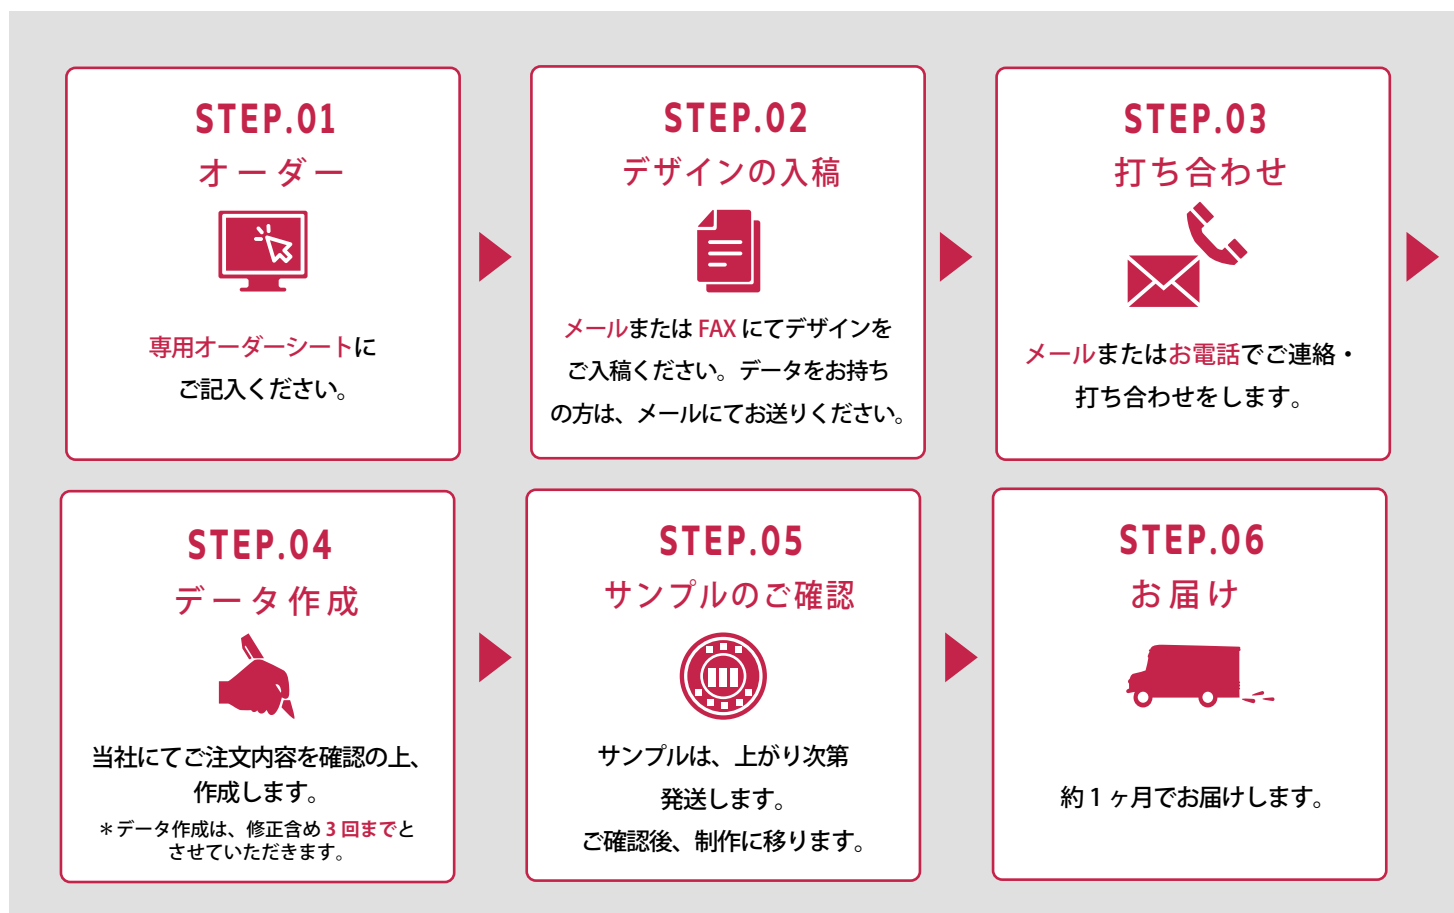 STEP.01
オーダー
専用オーダーシートに
ご記入ください。
STEP.02
デザインの入稿
メールまたは FAX にてデザインを
ご入稿ください。データをお持ち
の方は、メールにてお送りください。
STEP.03
打ち合わせ
メールまたはお電話でご連絡・
打ち合わせをします。
STEP.04
データ作成
当社にてご注文内容を確認の上、
作成します。
＊データ作成は、修正含め 3 回までと
させていただきます。
STEP.05
サンプルのご確認
サンプルは、上がり次第
発送します。
ご確認後、制作に移ります。
STEP.06
お届け
約 1 ヶ月でお届けします。